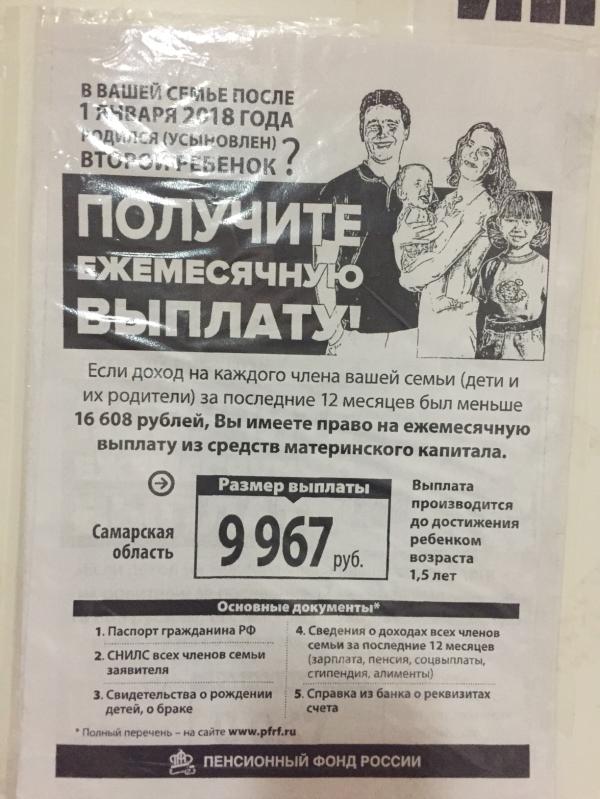 В ВАШЕЙ СЕМЬЕ ПОСЛЕ
1 ЯНВАРЯ 2018 ГОДА
РОДИЛСЯ (УСЫНОВЛЕН)
ВТОРОЙ РЕБЕНОК?
ПОЛУЧИТЕ
ЕЖЕМЕСЯЧНУЮ
ВЫПЛАТУ!
Если доход на каждого члена вашей семьи (дети и
их родители) за последние 12 месяцев был меньше
16 608 рублей, Вы имеете право на ежемесячную
выплату из средств материнского капитала.
Самарская
область
Размер выплаты
9 967 руб.
Выплата
производится
до достижения
ребенком
возраста
1,5 лет
Основные документы*
1. Паспорт гражданина РФ
2. СНИЛС всех членов семьи
заявителя
3. Свидетельства о рождении
детей, о браке
4. Сведения о доходах всех членов
семьи за последние 12 месяцев
(зарплата, пенсия, соцвыплаты,
стипендия, алименты)
5. Справка из банка о реквизитах
счета
* Полный перечень – на сайте www.pfrf.ru
ПЕНСИОННЫЙ ФОНД РОССИИ